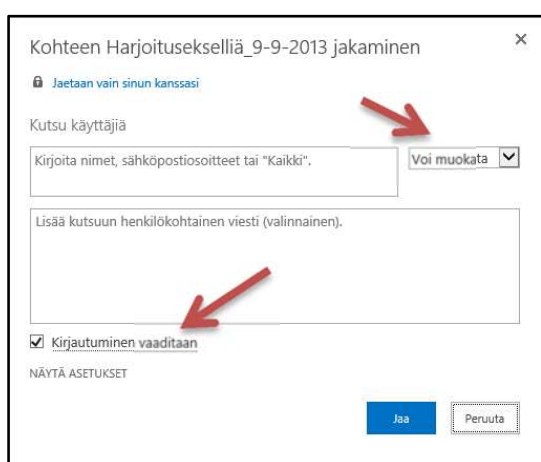 Kohteen Harjoitusekselliä_9-9-2013 jakaminen
Jaetaan vain sinun kanssasi
Kutsu käyttäjiä
Kirjoita nimet, sähköpostiosoitteet tai "Kaikki".
Voi muokata
Lisää kutsuun henkilökohtainen viesti (valinnainen).
Kirjautuminen vaaditaan
NÄYTÄ ASETUKSET
Jaa
Peruuta